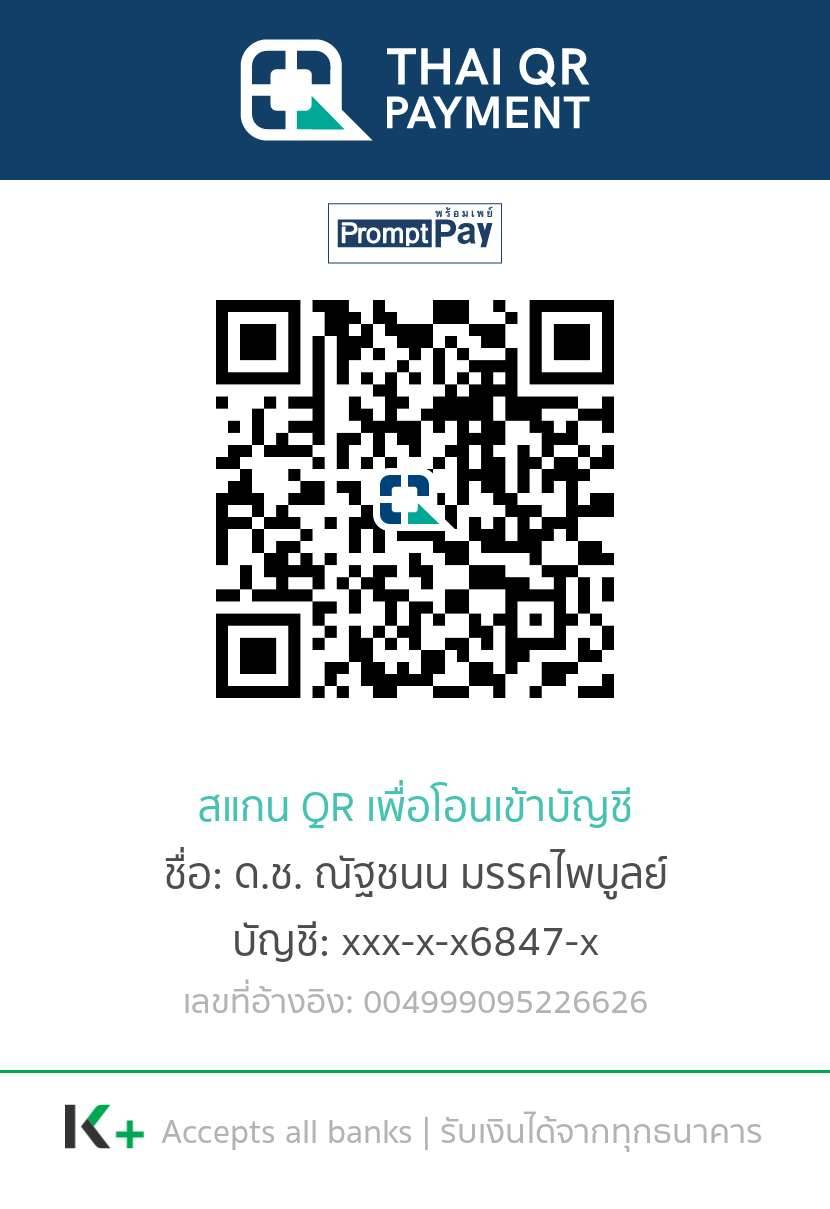 THAI QR
PAYMENT
พร้อมเพย์
PromptPay
สแกน QR เพื่อโอนเข้าบัญชี
ชื่อ: ด.ช. ณัฐชนน มรรคไพบูลย์
บัญชี: xxx-x-x6847-x
เลขที่อ้างอิง: 004999095226626
K+ Accepts all banks | รับเงินได้จากทุกธนาคาร